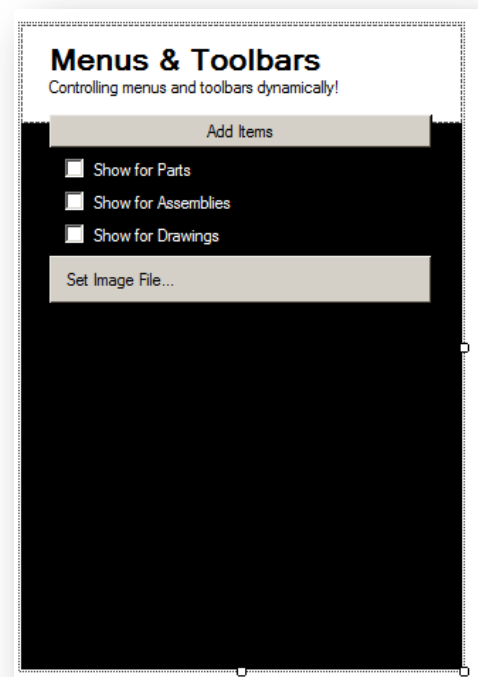 Menus & Toolbars
Controlling menus and toolbars dynamically!
Add Items
Show for Parts
Show for Assemblies
Show for Drawings
Set Image File...